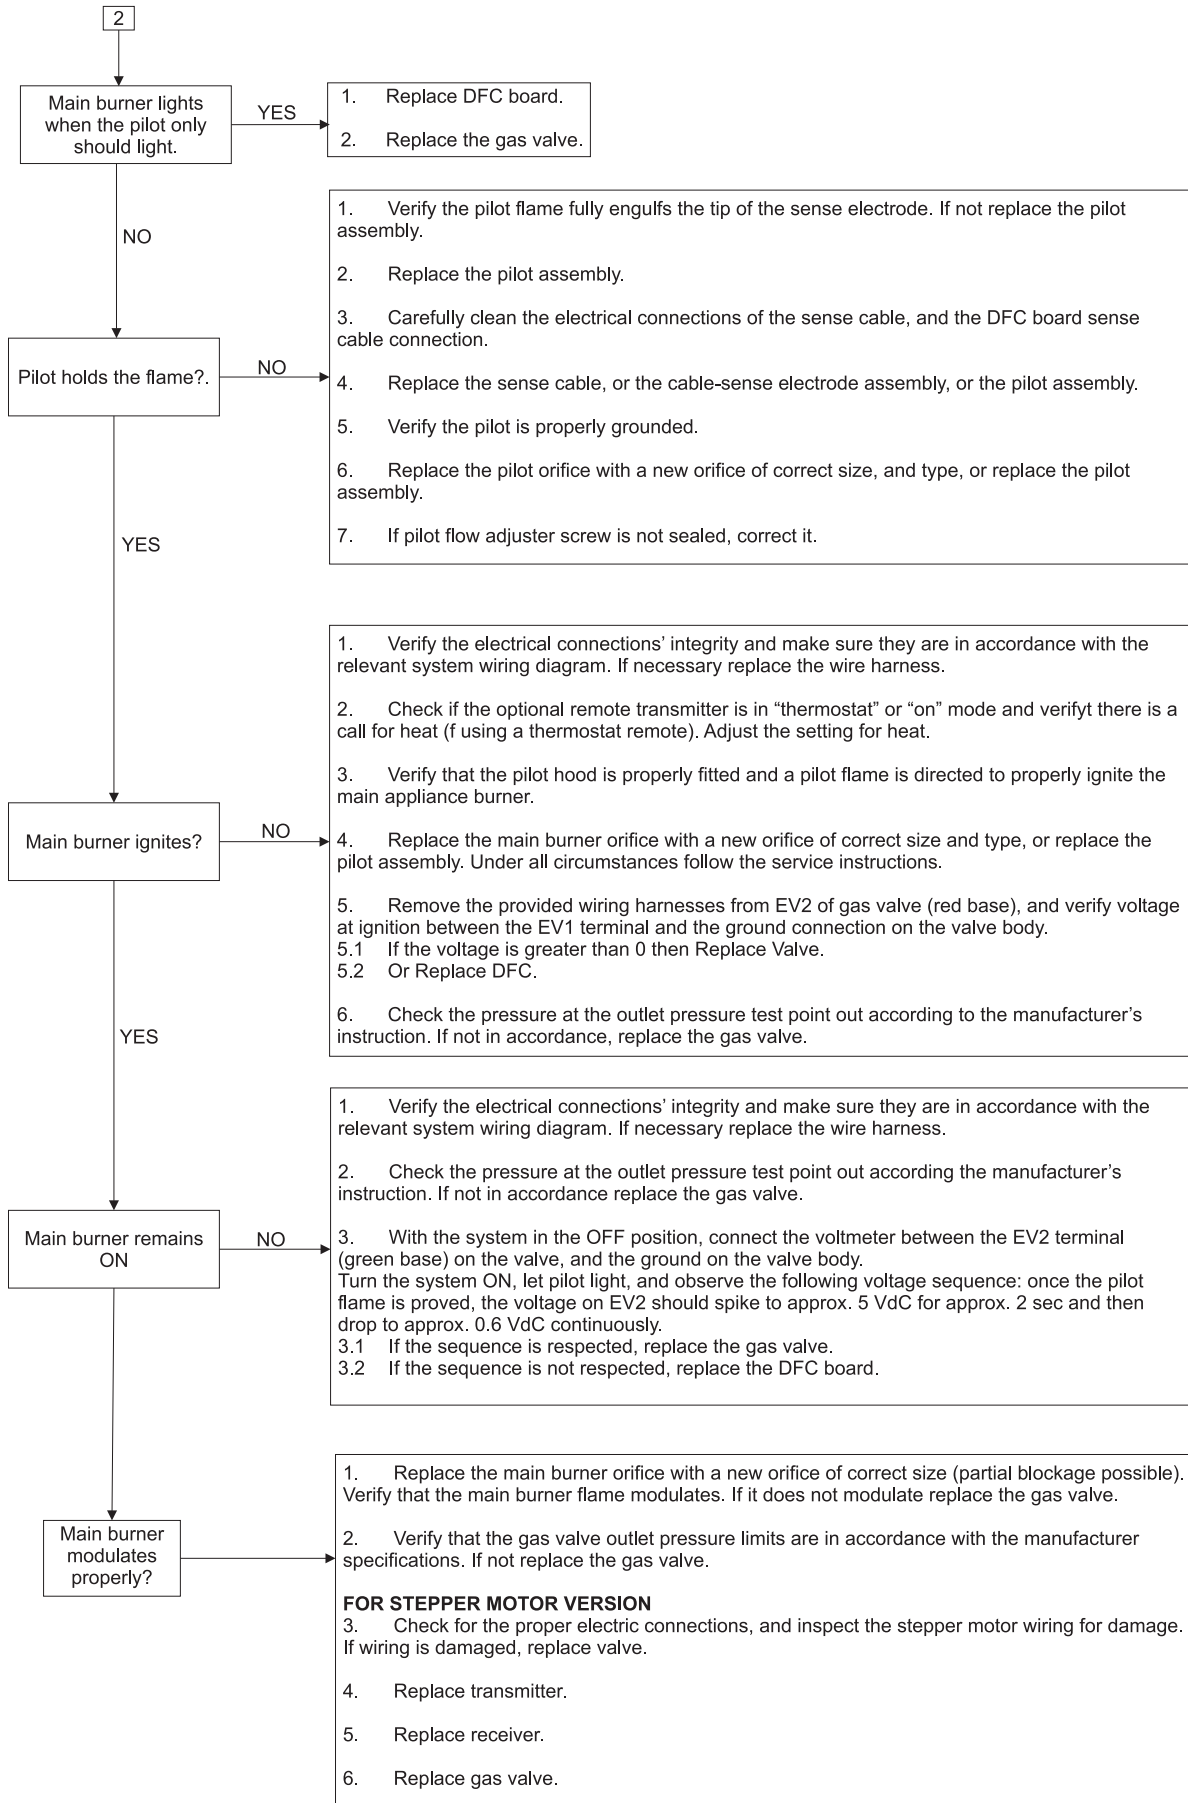 2
Main burner lights
when the pilot only
should light.
YES
1. Replace DFC board.
2. Replace the gas valve.
NO
1. Verify the pilot flame fully engulfs the tip of the sense electrode. If not replace the pilot
assembly.
2. Replace the pilot assembly.
3. Carefully clean the electrical connections of the sense cable, and the DFC board sense
cable connection.
4. Replace the sense cable, or the cable-sense electrode assembly, or the pilot assembly.
5. Verify the pilot is properly grounded.
6. Replace the pilot orifice with a new orifice of correct size, and type, or replace the pilot
assembly.
7. If pilot flow adjuster screw is not sealed, correct it.
Pilot holds the flame?.
NO
YES
1. Verify the electrical connections’ integrity and make sure they are in accordance with the
relevant system wiring diagram. If necessary replace the wire harness.
2. Check if the optional remote transmitter is in “thermostat” or “on” mode and verifyt there is a
call for heat (f using a thermostat remote). Adjust the setting for heat.
3. Verify that the pilot hood is properly fitted and a pilot flame is directed to properly ignite the
main appliance burner.
4. Replace the main burner orifice with a new orifice of correct size and type, or replace the
pilot assembly. Under all circumstances follow the service instructions.
5. Remove the provided wiring harnesses from EV2 of gas valve (red base), and verify voltage
at ignition between the EV1 terminal and the ground connection on the valve body.
5.1 If the voltage is greater than 0 then Replace Valve.
5.2 Or Replace DFC.
6. Check the pressure at the outlet pressure test point out according to the manufacturer’s
instruction. If not in accordance, replace the gas valve.
Main burner ignites?
NO
YES
1. Verify the electrical connections’ integrity and make sure they are in accordance with the
relevant system wiring diagram. If necessary replace the wire harness.
2. Check the pressure at the outlet pressure test point out according the manufacturer’s
instruction. If not in accordance replace the gas valve.
3. With the system in the OFF position, connect the voltmeter between the EV2 terminal
(green base) on the valve, and the ground on the valve body.
Turn the system ON, let pilot light, and observe the following voltage sequence: once the pilot
flame is proved, the voltage on EV2 should spike to approx. 5 VdC for approx. 2 sec and then
drop to approx. 0.6 VdC continuously.
3.1 If the sequence is respected, replace the gas valve.
3.2 If the sequence is not respected, replace the DFC board.
Main burner remains
ON
NO
1. Replace the main burner orifice with a new orifice of correct size (partial blockage possible).
Verify that the main burner flame modulates. If it does not modulate replace the gas valve.
2. Verify that the gas valve outlet pressure limits are in accordance with the manufacturer
specifications. If not replace the gas valve.
FOR STEPPER MOTOR VERSION
3. Check for the proper electric connections, and inspect the stepper motor wiring for damage.
If wiring is damaged, replace valve.
4. Replace transmitter.
5. Replace receiver.
6. Replace gas valve.
Main burner
modulates
properly?